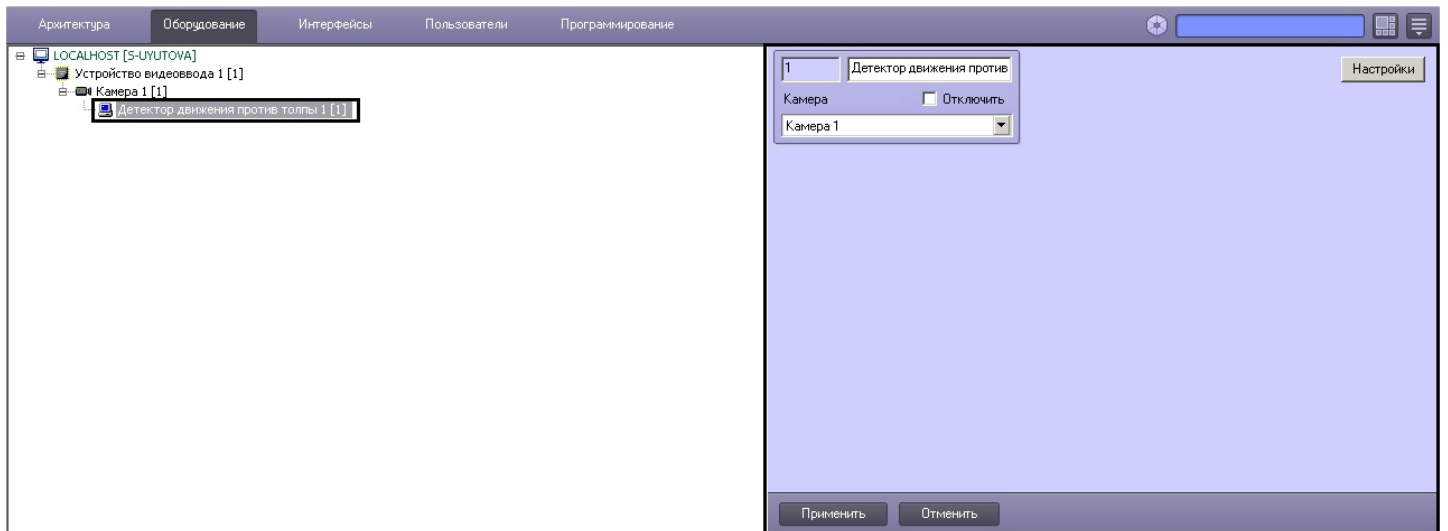 Архитектура Оборудование Интерфейсы Пользователи Программирование
LOCALHOST [S-UYUTOVA]
Устройство видеоввода 1 [1]
Камера 1 [1]
Детектор движения против толпы 1 [1]
1 Детектор движения против
Настройки
Камера Отключить
Камера 1
Применить Отменить